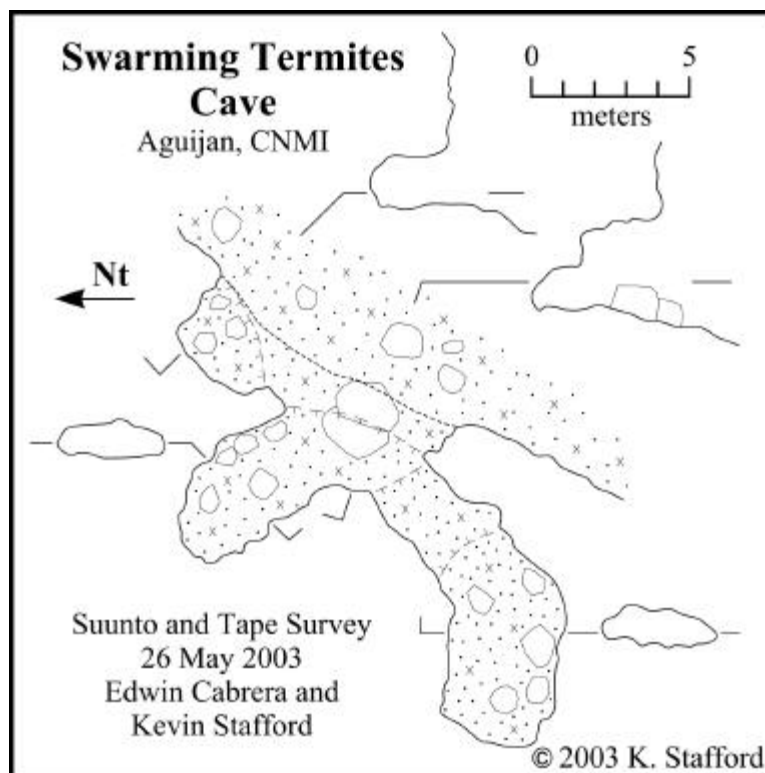 Swarming Termites
Cave
Aguijan, CNMI
0 5
meters
Nt
Suunto and Tape Survey
26 May 2003
Edwin Cabrera and
Kevin Stafford
© 2003 K. Stafford